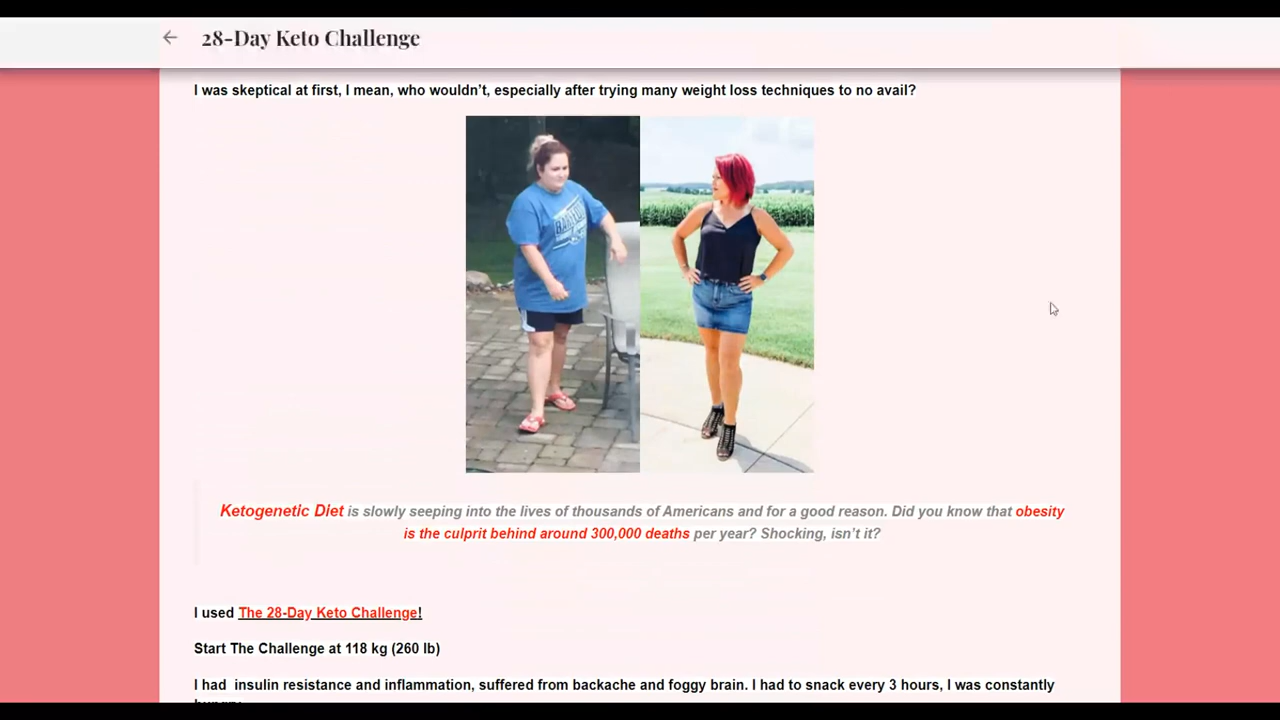 28-Day Keto Challenge
I was skeptical at first, I mean, who wouldn't, especially after trying many weight loss techniques to no avail?
Ketogenetic Diet is slowly seeping into the lives of thousands of Americans and for a good reason. Did you know that obesity
is the culprit behind around 300,000 deaths per year? Shocking, isn't it?
I used The 28-Day Keto Challenge!
Start The Challenge at 118 kg (260 lb)
I had insulin resistance and inflammation, suffered from backache and foggy brain. I had to snack every 3 hours, I was constantly